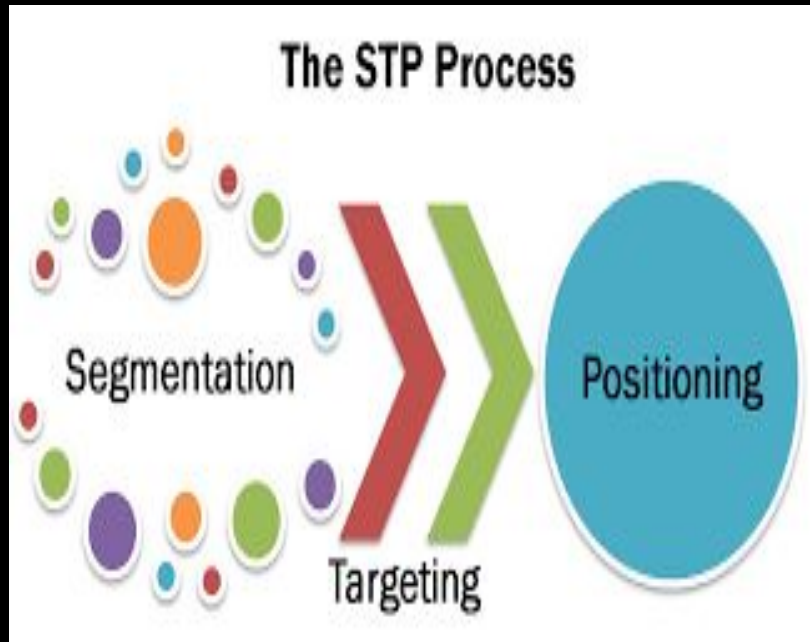 The STP Process
Segmentation
Targeting
Positioning